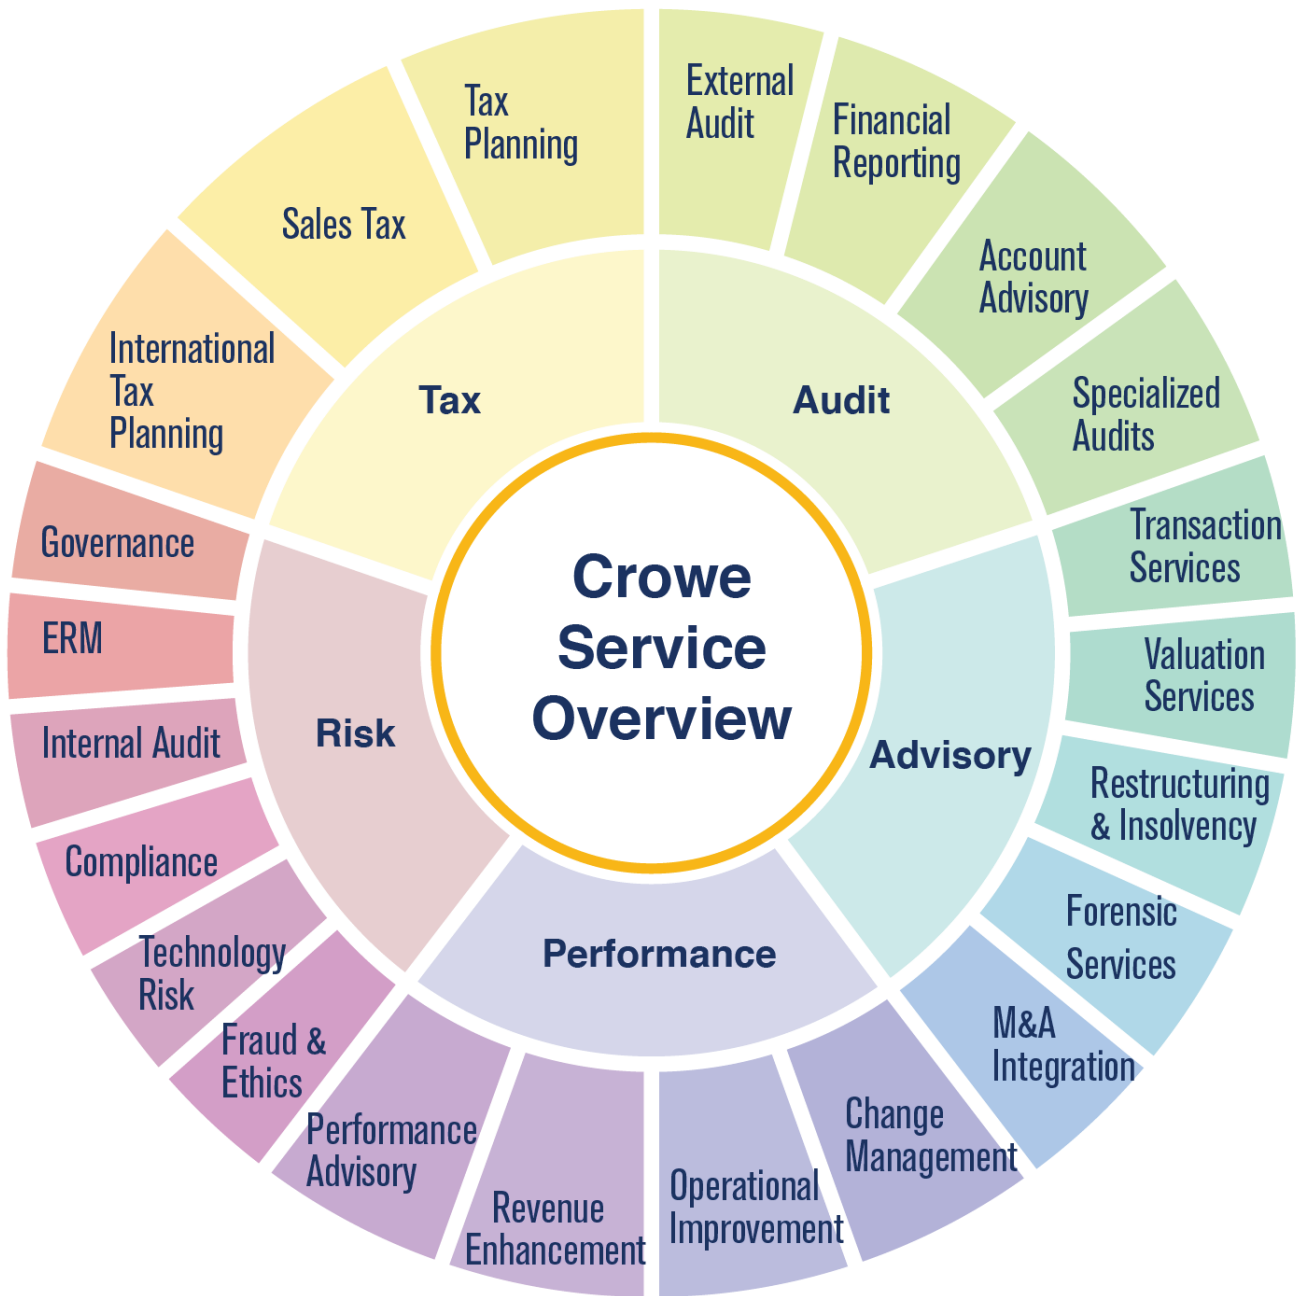 Crowe
Service
Overview
Audit
External
Audit
Financial
Reporting
Account
Advisory
Specialized
Audits
Advisory
Transaction
Services
Valuation
Services
Restructuring
& Insolvency
Forensic
Services
M&A
Integration
Performance
Change
Management
Operational
Improvement
Revenue
Enhancement
Performance
Advisory
Risk
Fraud &
Ethics
Technology
Risk
Compliance
Internal Audit
ERM
Governance
Tax
International
Tax
Planning
Sales Tax
Tax
Planning